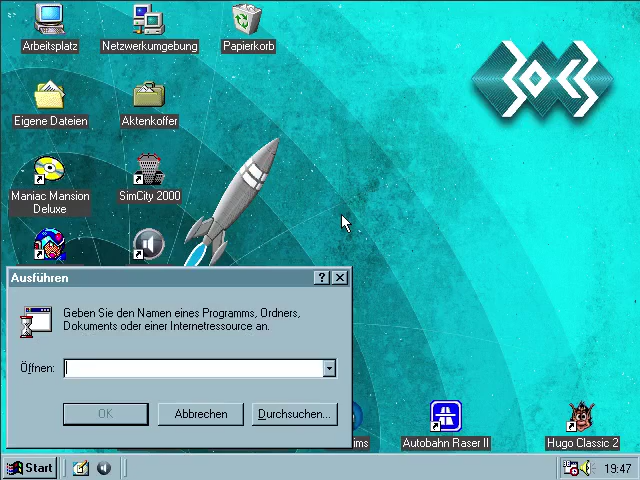 Arbeitsplatz
Netzwerkumgebung
Papierkorb
Eigene Dateien
Aktenkoffer
Maniac Mansion
Deluxe
SimCity 2000
Ausführen
Geben Sie den Namen eines Programms, Ordners,
Dokuments oder einer Internetressource an.
Öffnen:
OK
Abbrechen
Durchsuchen...
Autobahn Raser II
Hugo Classic 2
Start
19:47